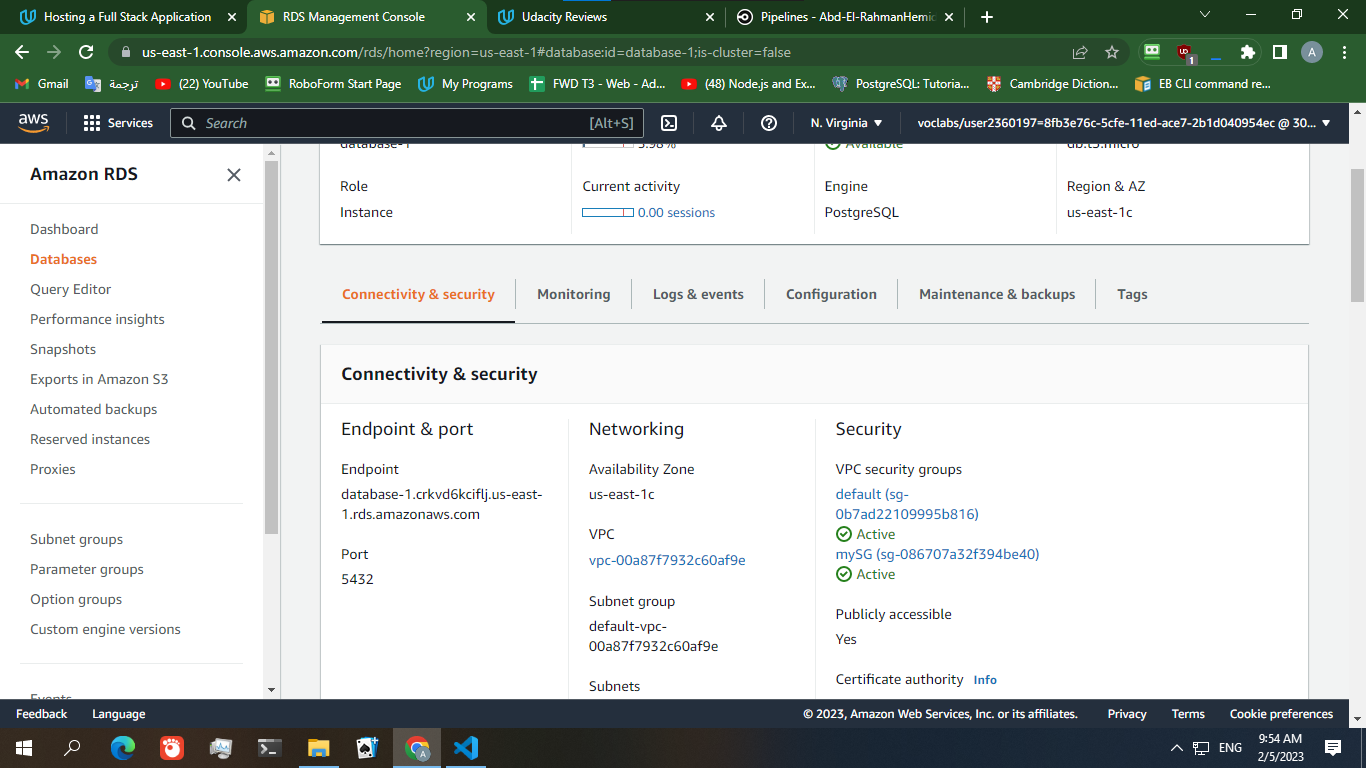 Hosting a Full Stack Application
RDS Management Console
Udacity Reviews
Pipelines - Abd-El-RahmanHemic
us-east-1.console.aws.amazon.com/rds/home?region=us-east-1#database:id=database-1;is-cluster=false
1
A
Gmail
ترجمة
(22) YouTube
RoboForm Start Page
My Programs
FWD T3 - Web - Ad...
(48) Node.js and Ex...
PostgreSQL: Tutoria...
Cambridge Diction...
EB CLI command re...
aws
Services
Search
[Alt+S]
N. Virginia
voclabs/user2360197=8fb3e76c-5cfe-11ed-ace7-2b1d040954ec @ 30...
Amazon RDS
Dashboard
Databases
Query Editor
Performance insights
Snapshots
Exports in Amazon S3
Automated backups
Reserved instances
Proxies
Subnet groups
Parameter groups
Option groups
Custom engine versions
Events
database-1
3.98%
Available
db.t3.micro
Role
Instance
Current activity
0.00 sessions
Engine
PostgreSQL
Region & AZ
us-east-1c
Connectivity & security
Monitoring
Logs & events
Configuration
Maintenance & backups
Tags
Connectivity & security
Endpoint & port
Endpoint
database-1.crkvd6kciflj.us-east-
1.rds.amazonaws.com
Port
5432
Networking
Availability Zone
us-east-1c
VPC
vpc-00a87f7932c60af9e
Subnet group
default-vpc-
00a87f7932c60af9e
Subnets
Security
VPC security groups
default (sg-
0b7ad22109995b816)
Active
mySG (sg-086707a32f394be40)
Active
Publicly accessible
Yes
Certificate authority Info
Feedback
Language
© 2023, Amazon Web Services, Inc. or its affiliates.
Privacy
Terms
Cookie preferences
ENG
9:54 AM
2/5/2023